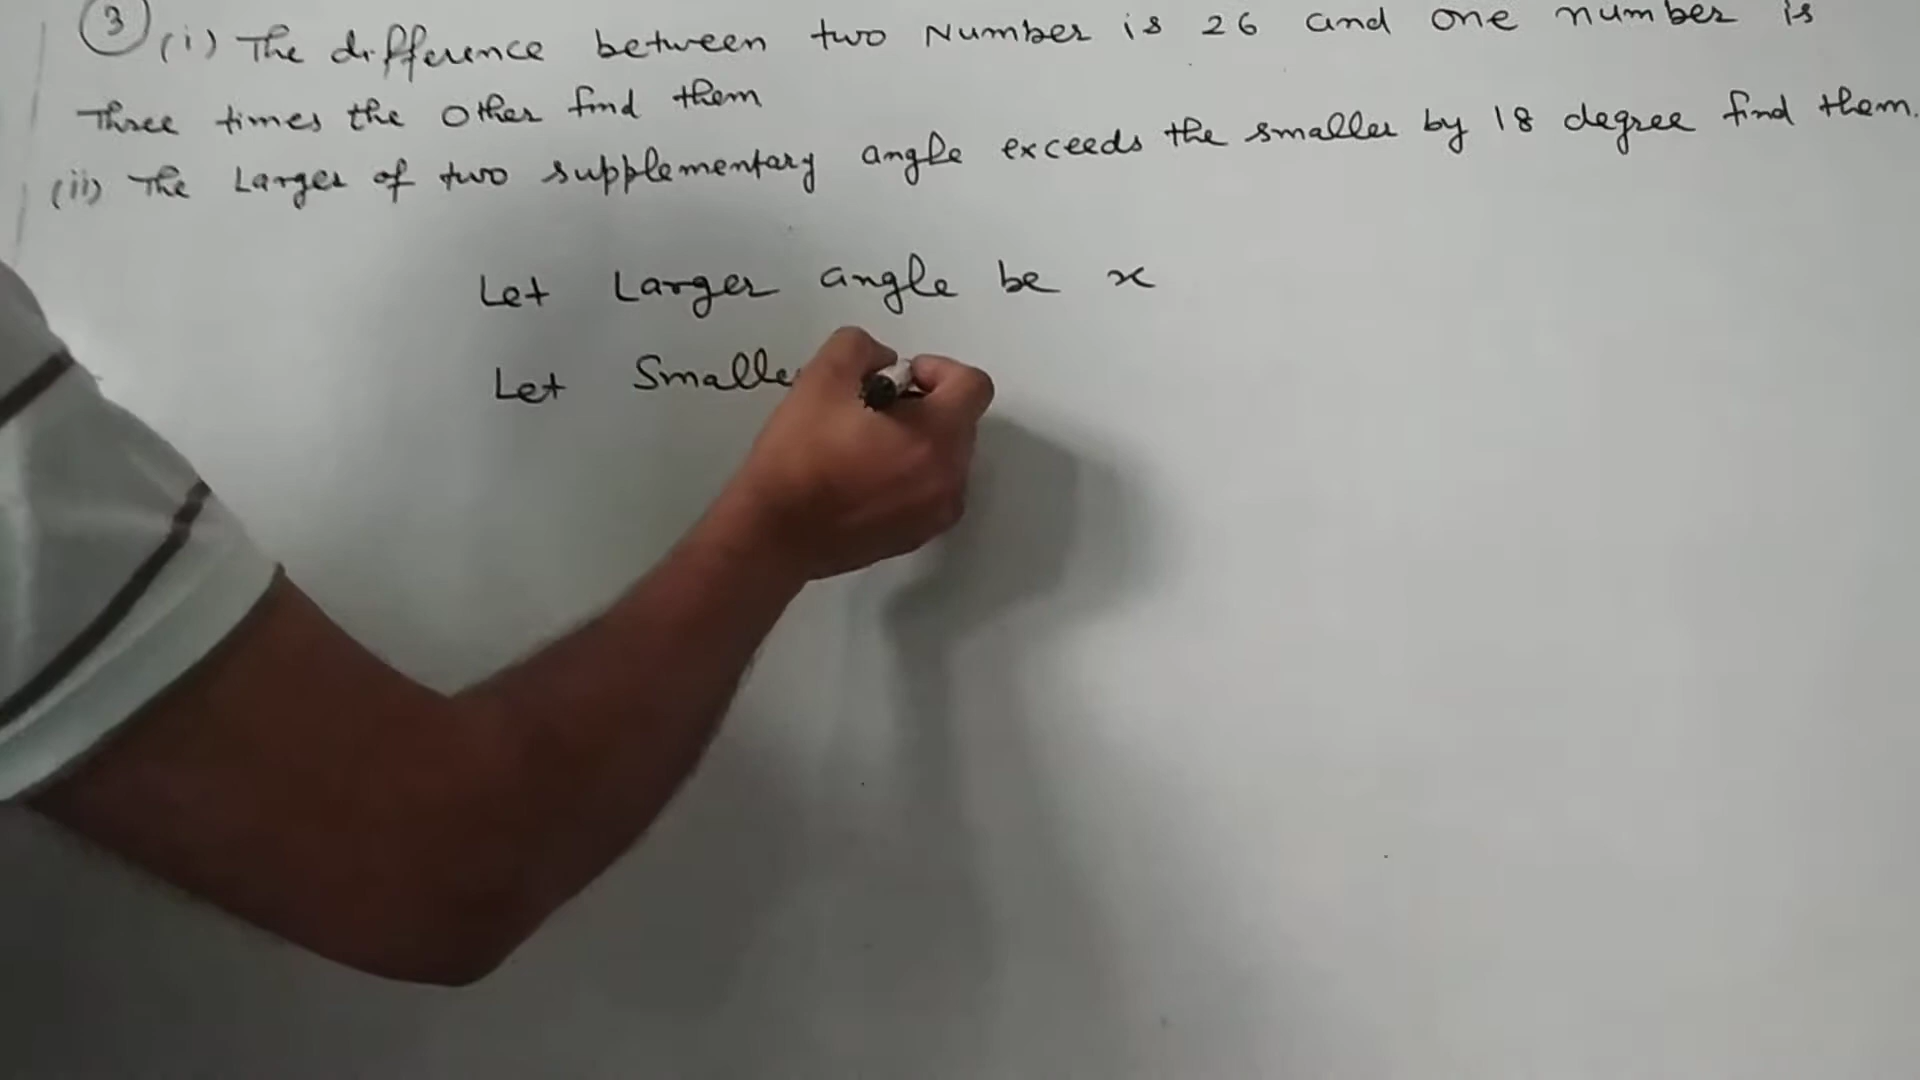 3 (i) The difference between two Number is 26 and one number is
Three times the other find them
(ii) The Larger of two supplementary angle exceeds the smaller by 18 degree find them.
Let Larger angle be x
Let Smalle